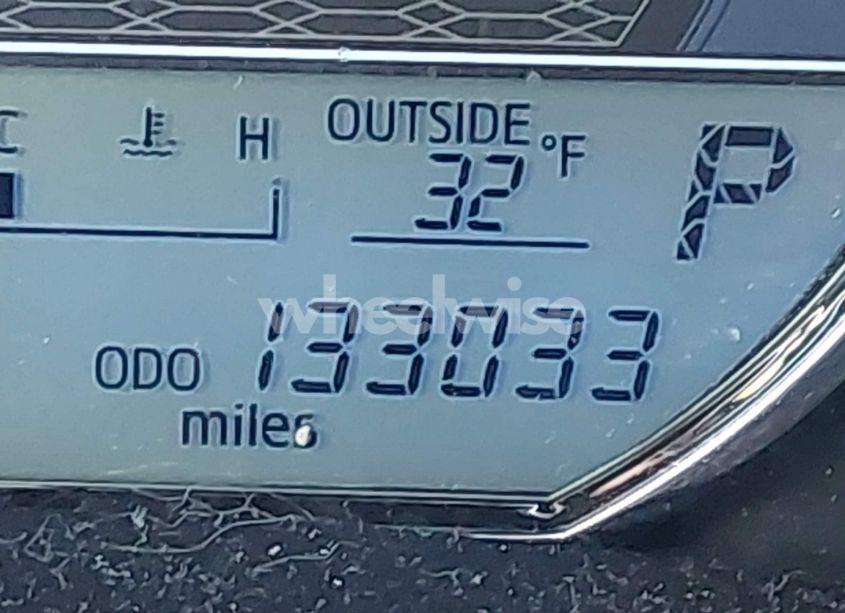 C H
OUTSIDE
32 °F
P
wheelwise
ODO 133033
miles